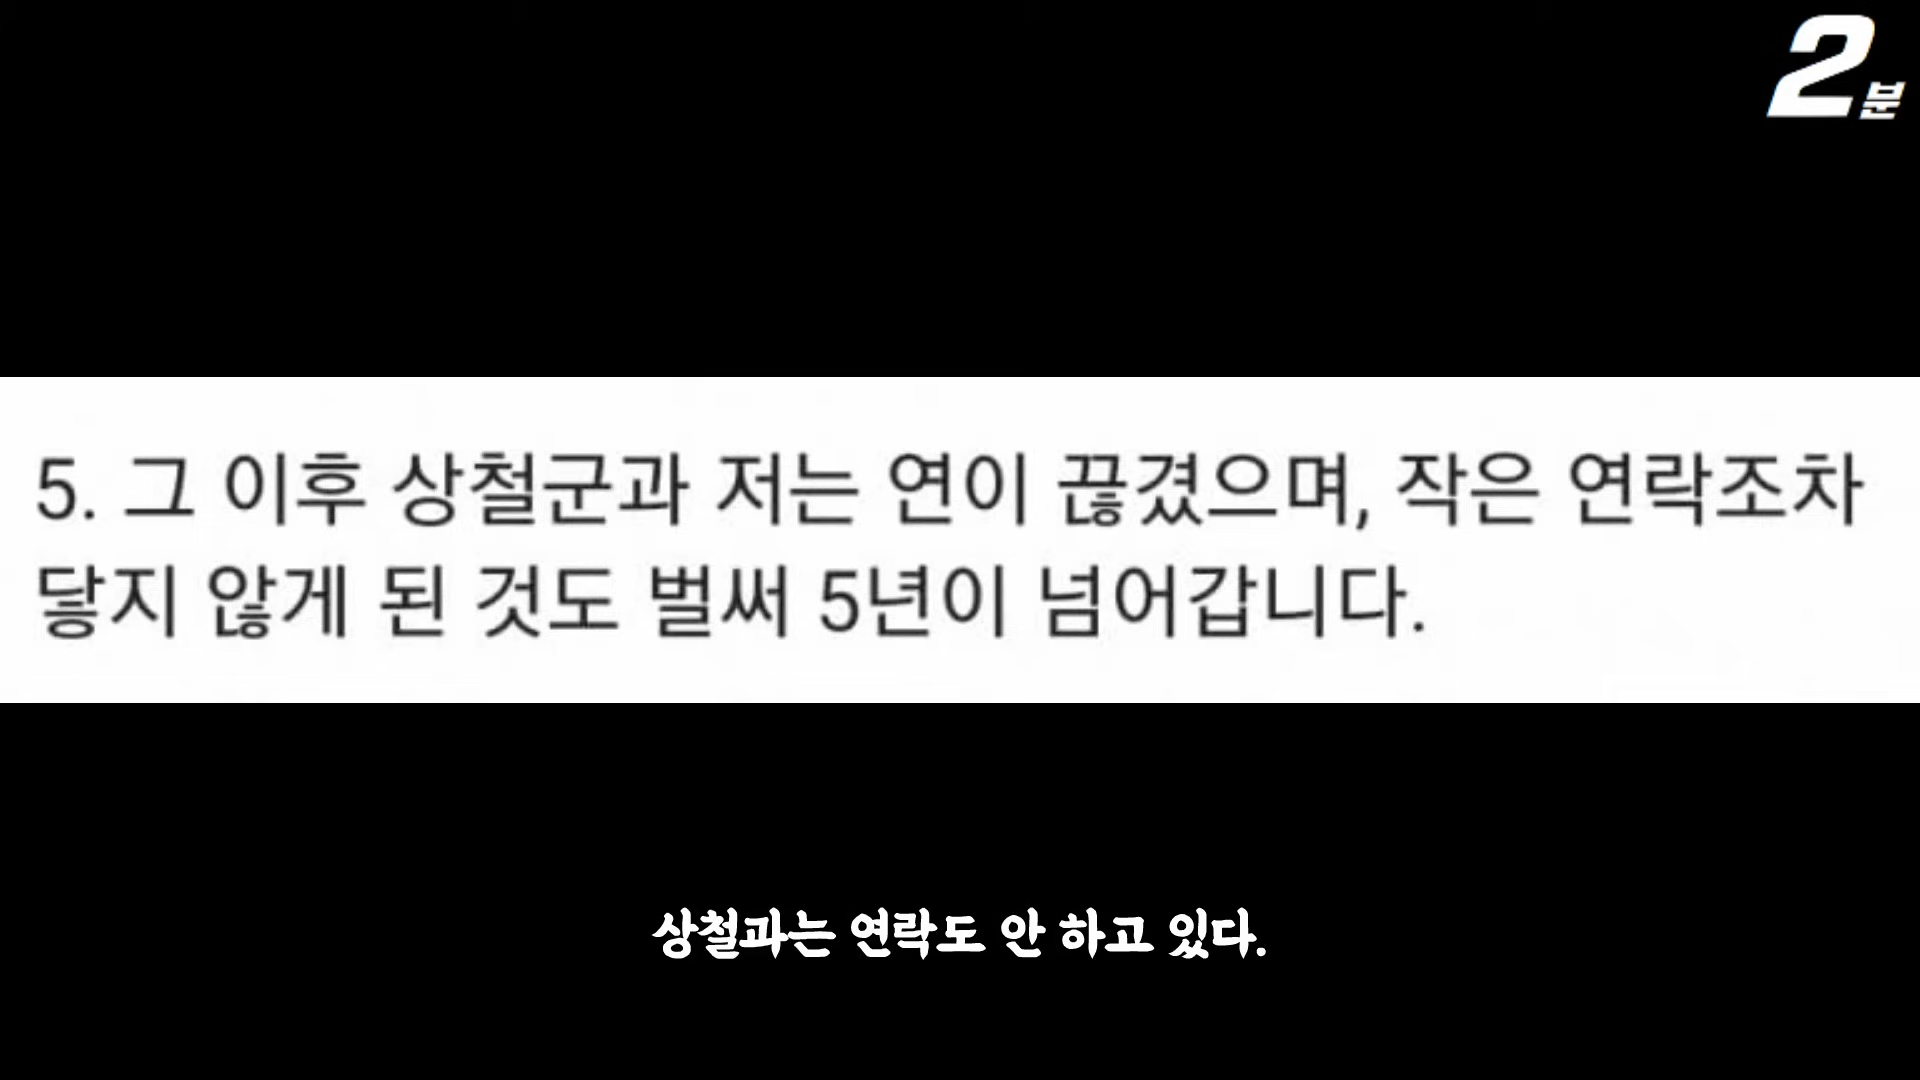 2분
5. 그 이후 상철군과 저는 연이 끊겼으며, 작은 연락조차
닿지 않게 된 것도 벌써 5년이 넘어갑니다.
상철과는 연락도 안 하고 있다.